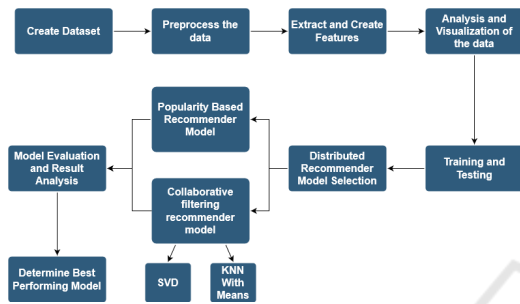 Create Dataset
Preprocess the
data
Extract and Create
Features
Analysis and
Visualization of
the data
Training and
Testing
Distributed
Recommender
Model Selection
Popularity Based
Recommender
Model
Collaborative
filtering
recommender
model
SVD
KNN
With
Means
Model Evaluation
and Result
Analysis
Determine Best
Performing Model